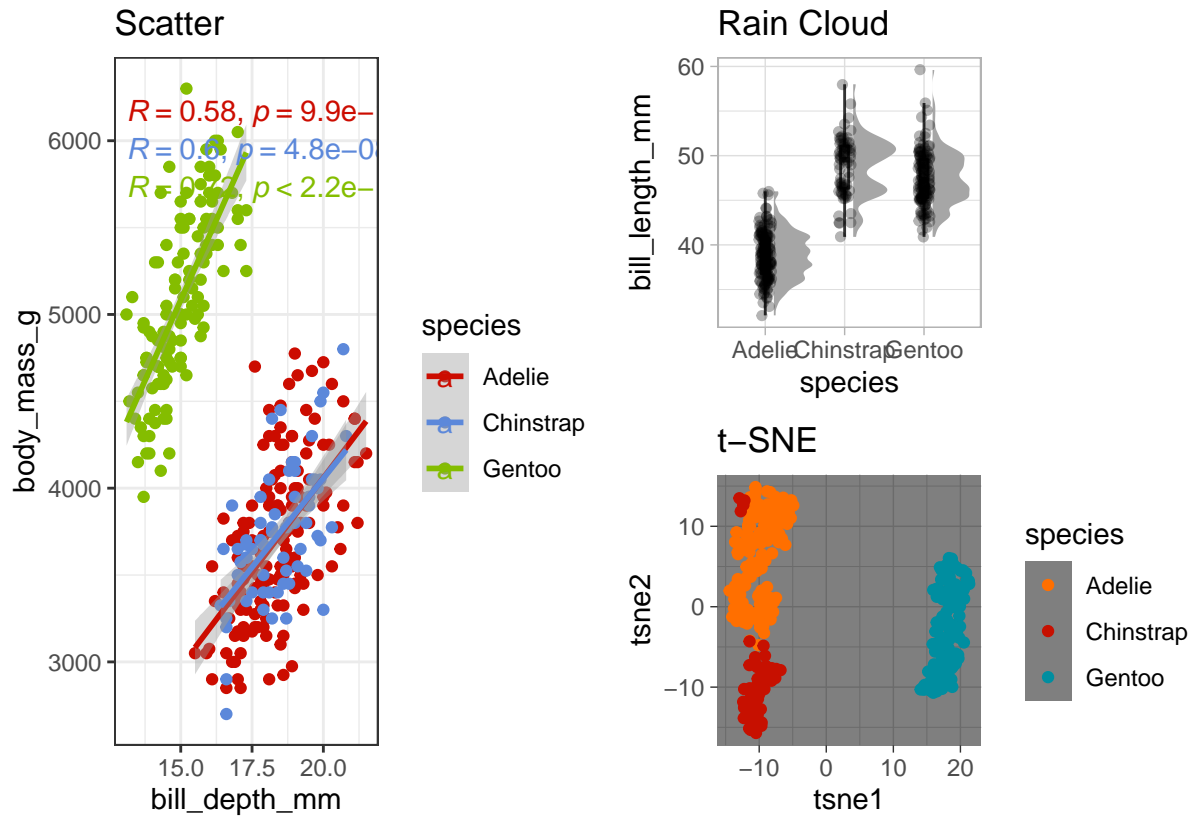 Scatter
R = 0.58, p = 9.9e−
R = 0.6, p = 4.8e−08
R = p < 2.2e−
6000
5000
4000
3000
body_mass_g
15.0 17.5 20.0
bill_depth_mm
species
a Adelie
a Chinstrap
a Gentoo
Rain Cloud
60
50
40
bill_length_mm
Adelie Chinstrap Gentoo
species
t−SNE
10
0
−10
tsne2
−10 0 10 20
tsne1
species
Adelie
Chinstrap
Gentoo